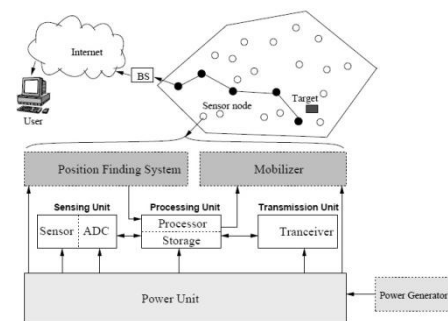 Internet
BS
User
Sensor node
Target
Position Finding System
Mobilizer
Sensing Unit
Processing Unit
Transmission Unit
Sensor
ADC
Processor
Storage
Tranceiver
Power Unit
Power Generator